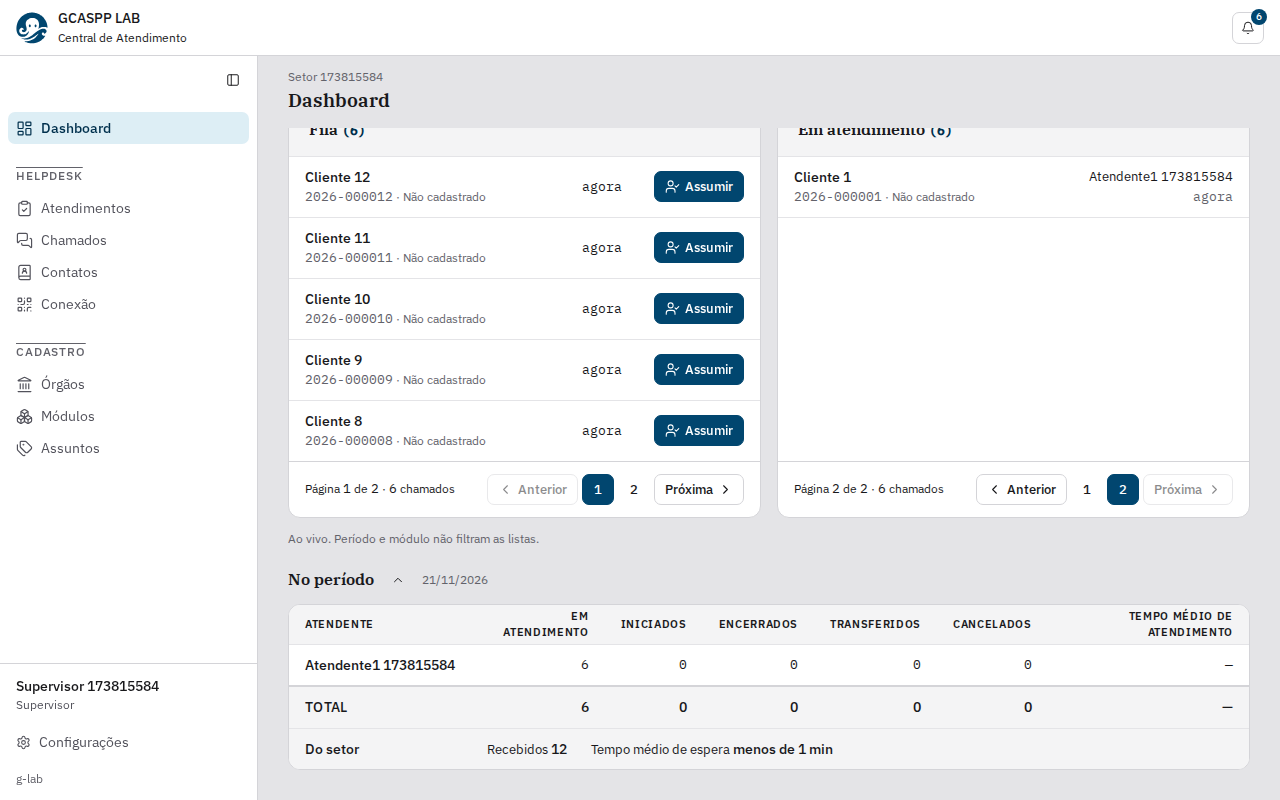 GCASPP LAB
Central de Atendimento
6
Dashboard
HELPDESK
Atendimentos
Chamados
Contatos
Conexão
CADASTRO
Órgãos
Módulos
Assuntos
Supervisor 173815584
Supervisor
Configurações
g-lab
Setor 173815584
Dashboard
Fila (6)
Cliente 12
2026-000012 · Não cadastrado
agora
Assumir
Cliente 11
2026-000011 · Não cadastrado
agora
Assumir
Cliente 10
2026-000010 · Não cadastrado
agora
Assumir
Cliente 9
2026-000009 · Não cadastrado
agora
Assumir
Cliente 8
2026-000008 · Não cadastrado
agora
Assumir
Página 1 de 2 · 6 chamados
Anterior 1 2 Próxima
Em atendimento (6)
Cliente 1
2026-000001 · Não cadastrado
Atendente1 173815584
agora
Página 2 de 2 · 6 chamados
Anterior 1 2 Próxima
Ao vivo. Período e módulo não filtram as listas.
No período 21/11/2026
ATENDENTE EM ATENDIMENTO INICIADOS ENCERRADOS TRANSFERIDOS CANCELADOS TEMPO MÉDIO DE ATENDIMENTO
Atendente1 173815584 6 0 0 0 0 —
TOTAL 6 0 0 0 0 —
Do setor Recebidos 12 Tempo médio de espera menos de 1 min